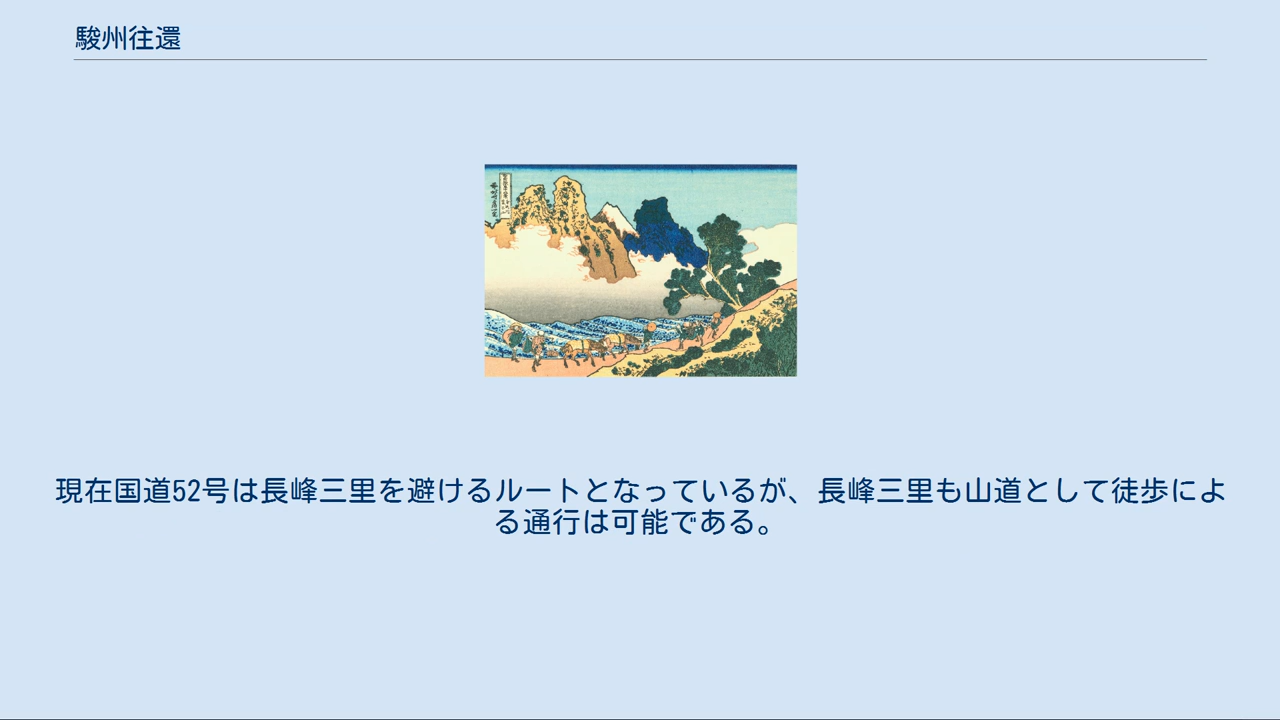 駿州往還
現在国道52号は長峰三里を避けるルートとなっているが、長峰三里も山道として徒歩によ
る通行は可能である。